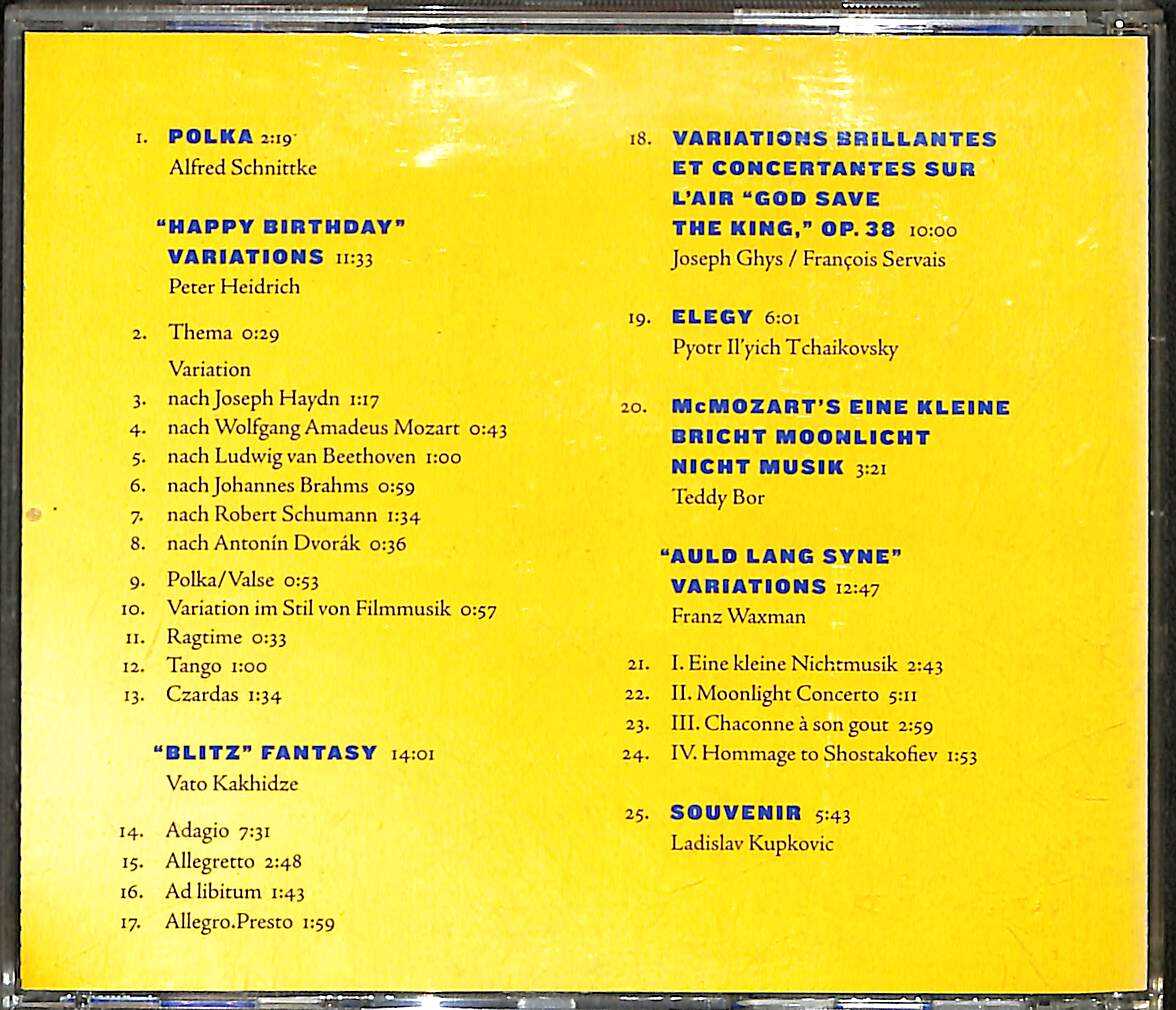 1. POLKA 2:19
Alfred Schnittke
“HAPPY BIRTHDAY”
VARIATIONS 11:33
Peter Heidrich
2. Thema 0:29
Variation
3. nach Joseph Haydn 1:17
4. nach Wolfgang Amadeus Mozart 0:43
5. nach Ludwig van Beethoven 1:00
6. nach Johannes Brahms 0:59
7. nach Robert Schumann 1:34
8. nach Antonín Dvorák 0:36
9. Polka/Valse 0:53
10. Variation im Stil von Filmmusik 0:57
11. Ragtime 0:33
12. Tango 1:00
13. Czardas 1:34
“BLITZ” FANTASY 14:01
Vato Kakhidze
14. Adagio 7:31
15. Allegretto 2:48
16. Ad libitum 1:43
17. Allegro.Presto 1:59
18. VARIATIONS BRILLANTES
ET CONCERTANTES SUR
L’AIR “GOD SAVE
THE KING,” OP. 38 10:00
Joseph Ghys / François Servais
19. ELEGY 6:01
Pyotr Il’yich Tchaikovsky
20. McMOZART’S EINE KLEINE
BRICHT MOONLICHT
NICHT MUSIK 3:21
Teddy Bor
“AULD LANG SYNE”
VARIATIONS 12:47
Franz Waxman
21. I. Eine kleine Nichtmusik 2:43
22. II. Moonlight Concerto 5:11
23. III. Chaconne à son gout 2:59
24. IV. Hommage to Shostakofiev 1:53
25. SOUVENIR 5:43
Ladislav Kupkovic